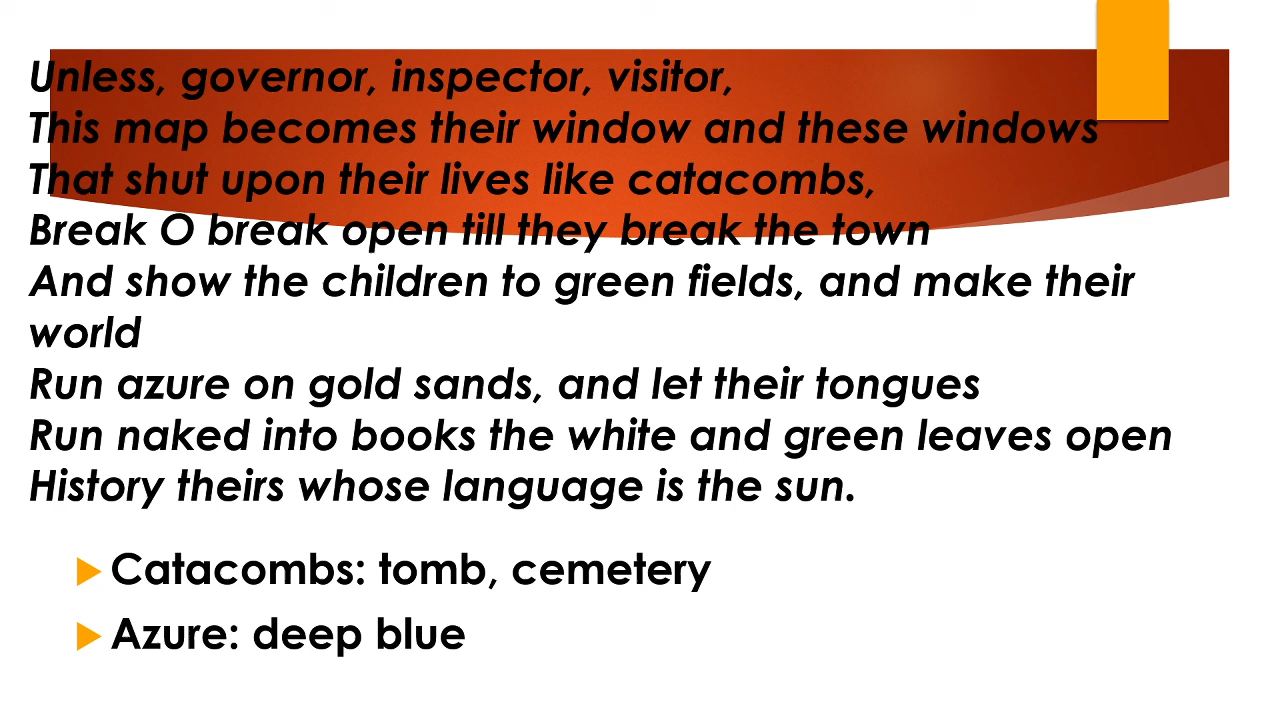 Unless, governor, inspector, visitor,
This map becomes their window and these windows
That shut upon their lives like catacombs,
Break O break open till they break the town
And show the children to green fields, and make their
world
Run azure on gold sands, and let their tongues
Run naked into books the white and green leaves open
History theirs whose language is the sun.
Catacombs: tomb, cemetery
Azure: deep blue